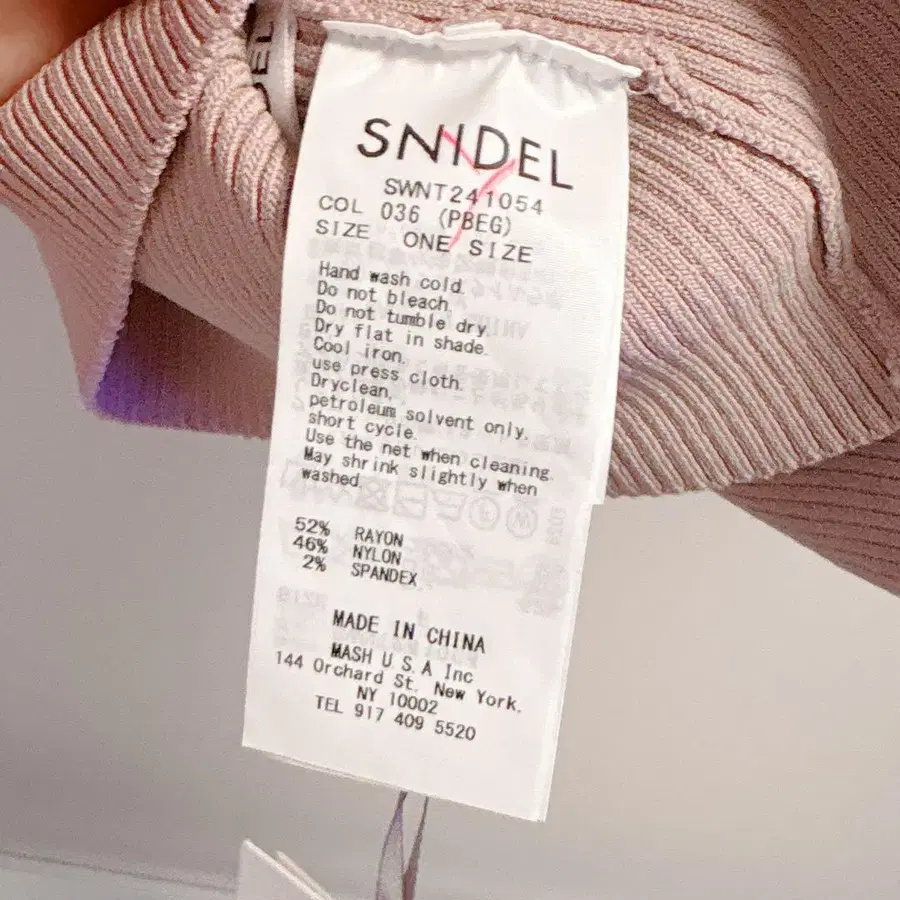 SNIDEL
SWNT241054
COL 036 (PBEG)
SIZE ONE SIZE
Hand wash cold.
Do not bleach.
Do not tumble dry.
Dry flat in shade.
Cool iron.
use press cloth.
Dryclean,
petroleum solvent only,
short cycle.
Use the net when cleaning.
May shrink slightly when
washed.
52% RAYON
46% NYLON
2% SPANDEX
MADE IN CHINA
MASH U.S.A Inc
144 Orchard St. New York.
NY 10002
TEL 917 409 5520